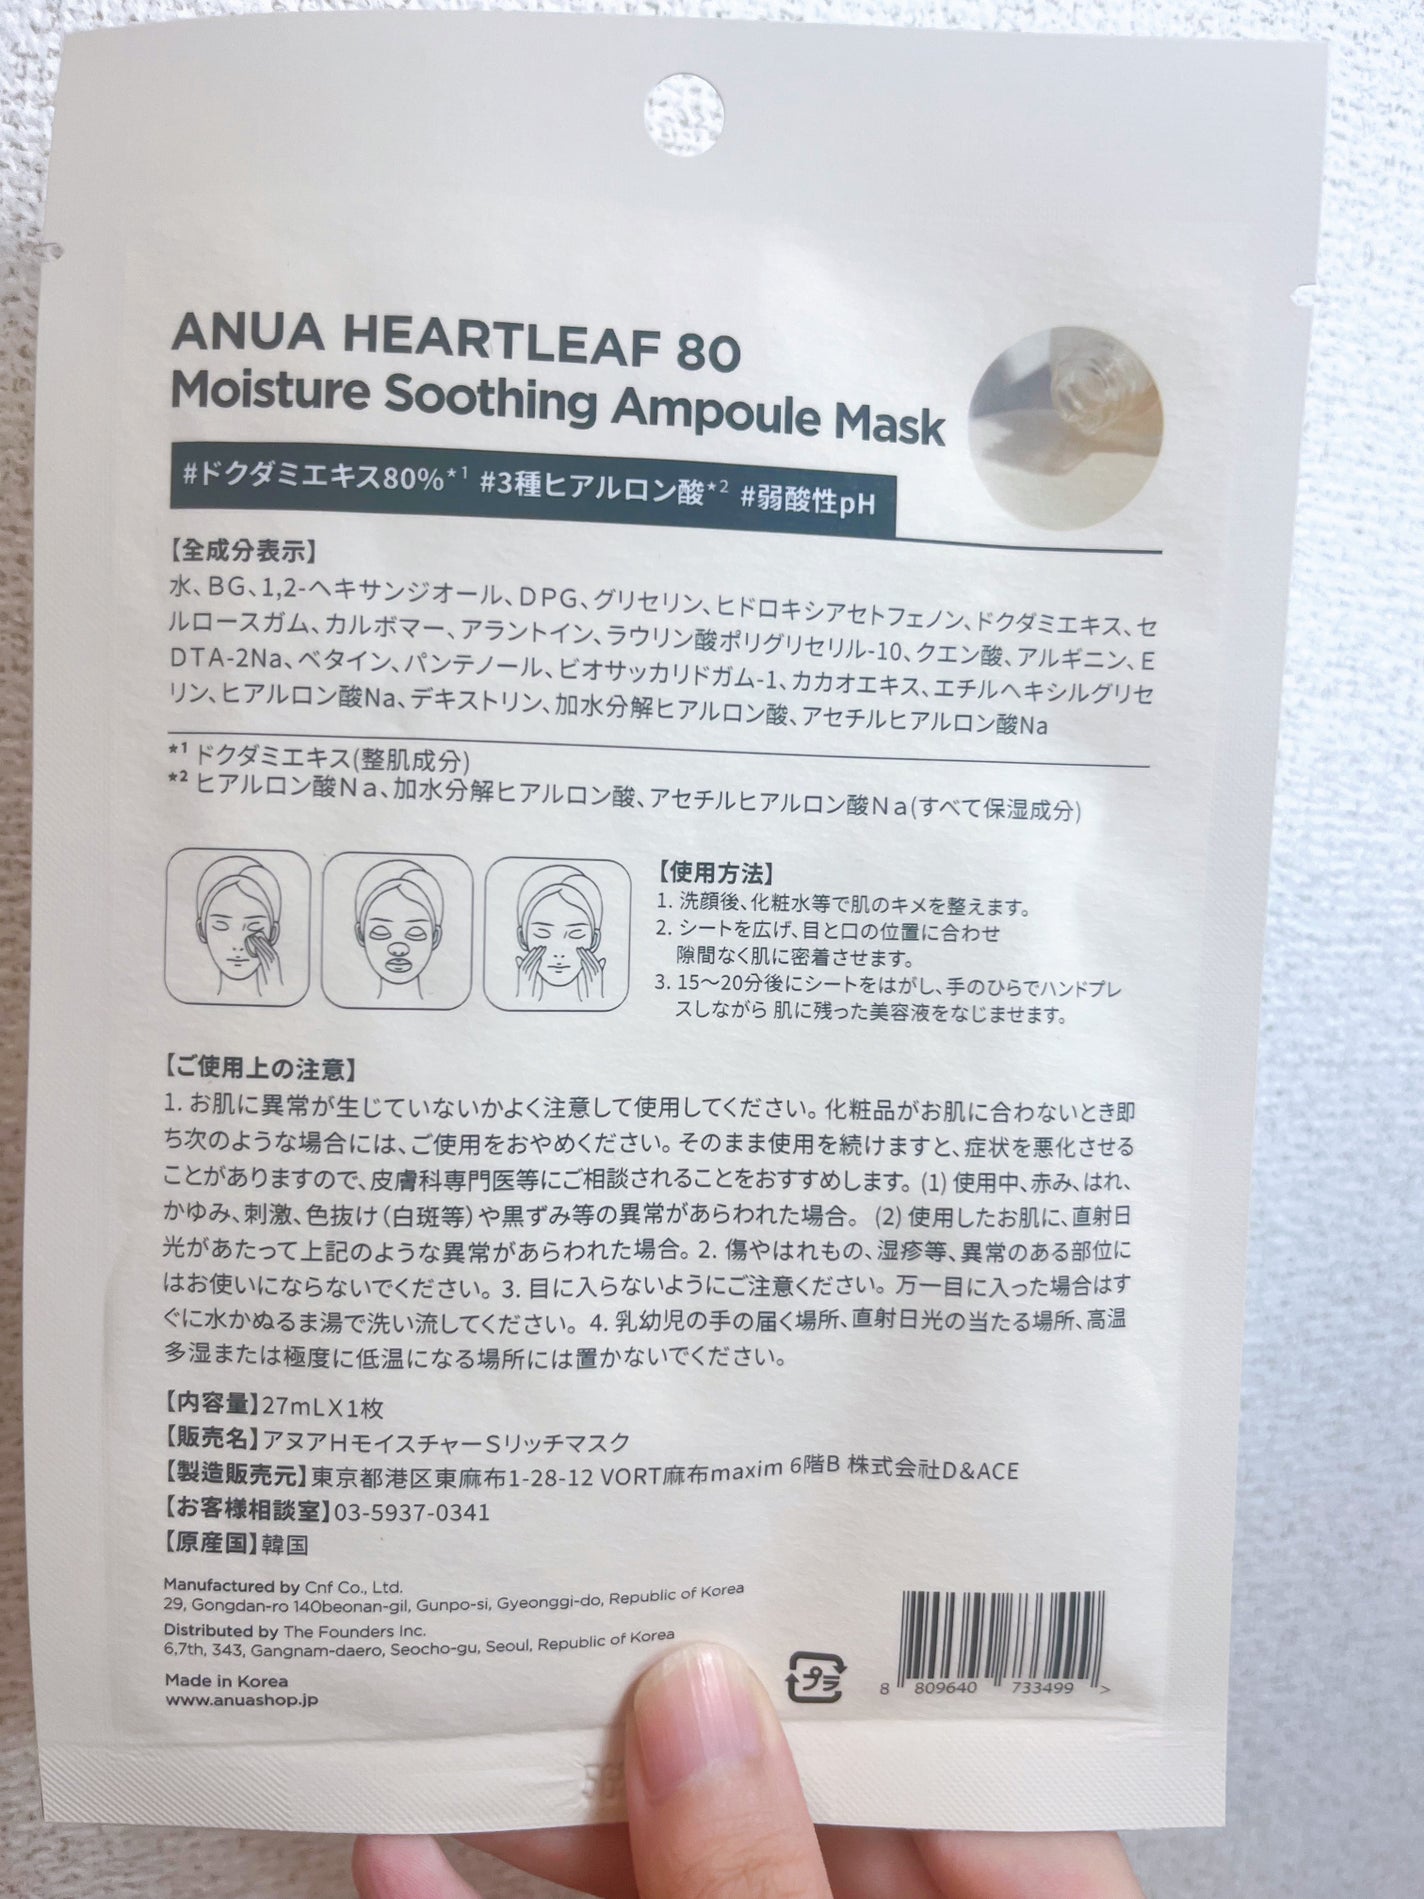 ANUA HEARTLEAF 80
Moisture Soothing Ampoule Mask
#ドクダミエキス80%*1 #3種ヒアルロン酸*2 #弱酸性pH
【全成分表示】
水、BG、1,2-ヘキサンジオール、DPG、グリセリン、ヒドロキシアセトフェノン、ドクダミエキス、セ
ルロースガム、カルボマー、アラントイン、ラウリン酸ポリグリセリル-10、クエン酸、アルギニン、E
DTA-2Na、ベタイン、パンテノール、ビオサッカリドガム-1、カカオエキス、エチルヘキシルグリセ
リン、ヒアルロン酸Na、デキストリン、加水分解ヒアルロン酸、アセチルヒアルロン酸Na
*1 ドクダミエキス(整肌成分)
*2 ヒアルロン酸Na、加水分解ヒアルロン酸、アセチルヒアルロン酸Na(すべて保湿成分)
【使用方法】
1. 洗顔後、化粧水等で肌のキメを整えます。
2. シートを広げ、目と口の位置に合わせ
隙間なく肌に密着させます。
3. 15～20分後にシートをはがし、手のひらでハンドプレ
スしながら 肌に残った美容液をなじませます。
【ご使用上の注意】
1. お肌に異常が生じていないかよく注意して使用してください。化粧品がお肌に合わないとき即
ち次のような場合には、ご使用をおやめください。そのまま使用を続けますと、症状を悪化させる
ことがありますので、皮膚科専門医等にご相談されることをおすすめします。(1) 使用中、赤み、はれ、
かゆみ、刺激、色抜け（白斑等）や黒ずみ等の異常があらわれた場合。 (2) 使用したお肌に、直射日
光があたって上記のような異常があらわれた場合。2. 傷やはれもの、湿疹等、異常のある部位に
はお使いにならないでください。3. 目に入らないようにご注意ください。万一目に入った場合はす
ぐに水かぬるま湯で洗い流してください。4. 乳幼児の手の届く場所、直射日光の当たる場所、高温
多湿または極度に低温になる場所には置かないでください。
【内容量】27mLX1枚
【販売名】アヌアHモイスチャーSリッチマスク
【製造販売元】東京都港区東麻布1-28-12 VORT麻布maxim 6階B 株式会社D&ACE
【お客様相談室】03-5937-0341
【原産国】韓国
Manufactured by Cnf Co., Ltd.
29, Gongdan-ro 140beonan-gil, Gunpo-si, Gyeonggi-do, Republic of Korea
Distributed by The Founders Inc.
6,7th, 343, Gangnam-daero, Seocho-gu, Seoul, Republic of Korea
Made in Korea
www.anuashop.jp
プラ
8 809640 733499 >